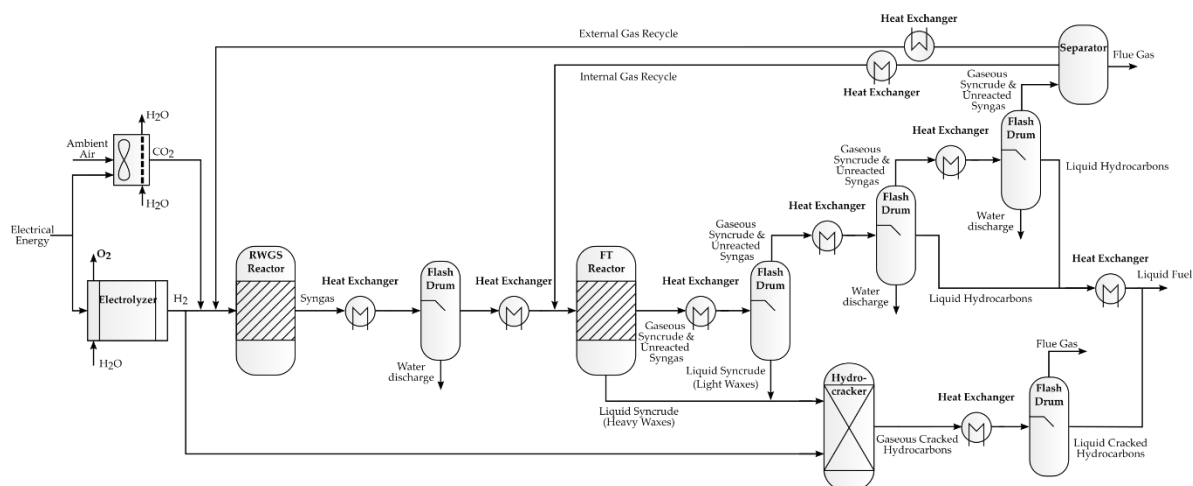 Heat Exchanger
External Gas Recycle
Separator
Flue Gas
Internal Gas Recycle
Heat Exchanger
Gaseous
Syncrude &
Unreacted
Syngas
H2O
Ambient
Air
CO2
H2O
Heat Exchanger
Flash
Drum
Liquid Hydrocarbons
Gaseous
Syncrude &
Unreacted
Syngas
Water
discharge
Electrical
Energy
Heat Exchanger
Flash
Drum
Liquid Hydrocarbons
Water
discharge
Gaseous
Syncrude &
Unreacted
Syngas
O2
Electrolyzer
H2
H2O
RWGS
Reactor
Syngas
Heat Exchanger
Flash
Drum
Water
discharge
Heat Exchanger
FT
Reactor
Heat Exchanger
Gaseous
Syncrude &
Unreacted
Syngas
Flash
Drum
Liquid Syncrude
(Light Waxes)
Liquid Syncrude
(Heavy Waxes)
Heat Exchanger
Liquid Fuel
Hydro-
cracker
Gaseous Cracked
Hydrocarbons
Heat Exchanger
Flue Gas
Flash
Drum
Liquid Cracked
Hydrocarbons